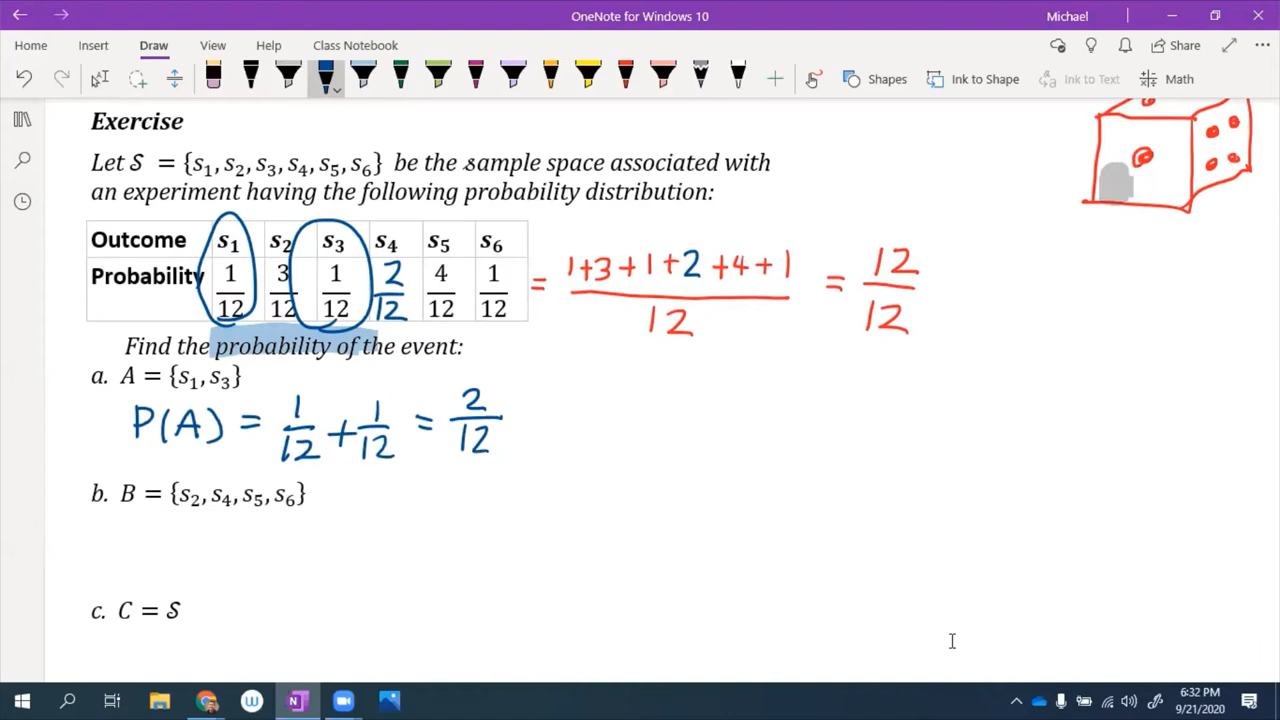 OneNote for Windows 10
Michael
Home Insert Draw View Help Class Notebook Share
Shapes Ink to Shape Ink to Text Math
Exercise
Let 𝒮 = {s₁, s₂, s₃, s₄, s₅, s₆} be the sample space associated with
an experiment having the following probability distribution:
Outcome s₁ s₂ s₃ s₄ s₅ s₆
Probability 1/12 3/12 1/12 2/12 4/12 1/12 = (1+3+1+2+4+1)/12 = 12/12
Find the probability of the event:
a. A = {s₁, s₃}
P(A) = 1/12 + 1/12 = 2/12
b. B = {s₂, s₄, s₅, s₆}
c. C = 𝒮
6:32 PM
9/21/2020